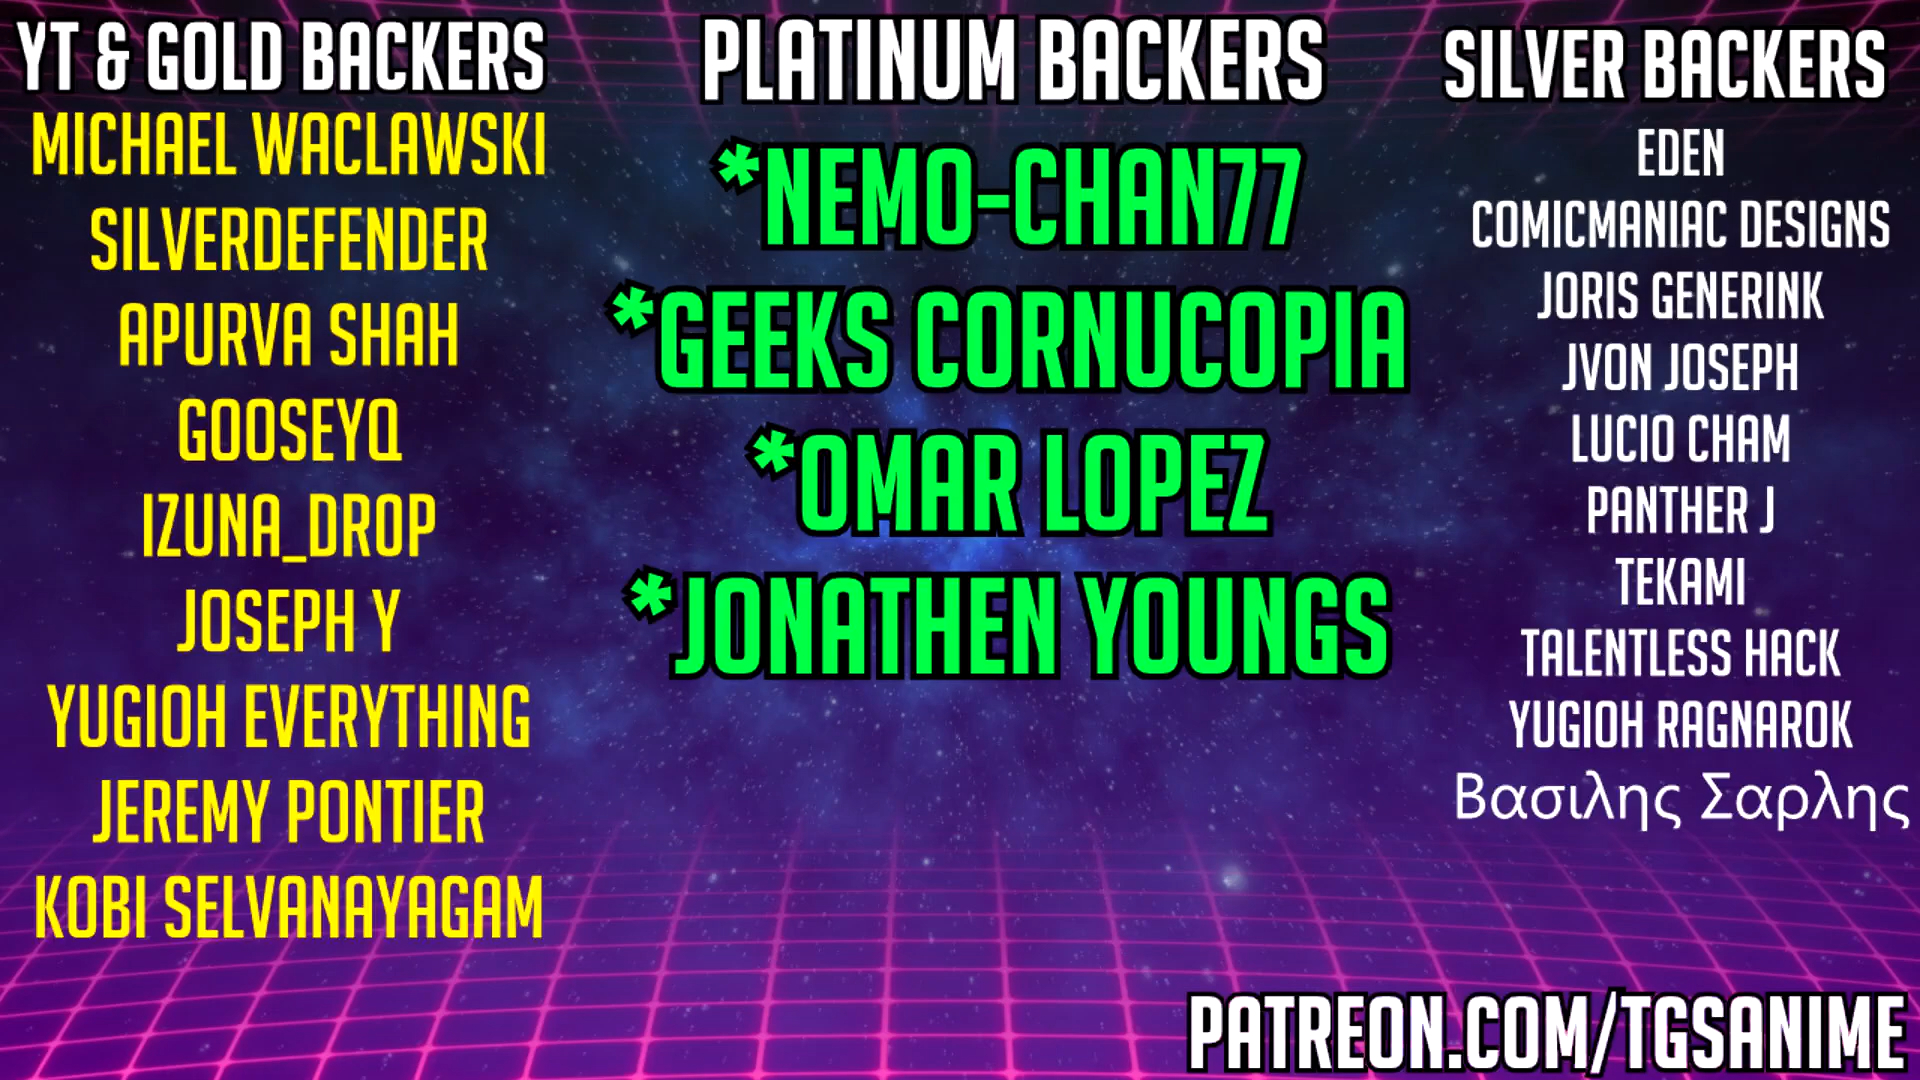 YT & GOLD BACKERS
MICHAEL WACLAWSKI
SILVERDEFENDER
APURVA SHAH
GOOSEYQ
IZUNA_DROP
JOSEPH Y
YUGIOH EVERYTHING
JEREMY PONTIER
KOBI SELVANAYAGAM
PLATINUM BACKERS
*NEMO-CHAN77
*GEEKS CORNUCOPIA
*OMAR LOPEZ
*JONATHEN YOUNGS
SILVER BACKERS
EDEN
COMICMANIAC DESIGNS
JORIS GENERINK
JVON JOSEPH
LUCIO CHAM
PANTHER J
TEKAMI
TALENTLESS HACK
YUGIOH RAGNAROK
Βασιλης Σαρλης
PATREON.COM/TGSANIME